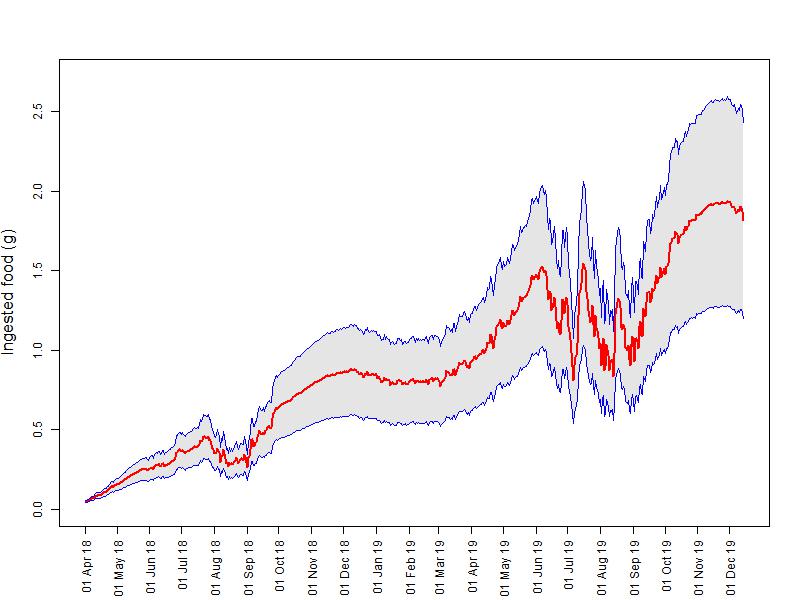 Ingested food (g)
2.5
2.0
1.5
1.0
0.5
0.0
01 Apr 18
01 May 18
01 Jun 18
01 Jul 18
01 Aug 18
01 Sep 18
01 Oct 18
01 Nov 18
01 Dec 18
01 Jan 19
01 Feb 19
01 Mar 19
01 Apr 19
01 May 19
01 Jun 19
01 Jul 19
01 Aug 19
01 Sep 19
01 Oct 19
01 Nov 19
01 Dec 19